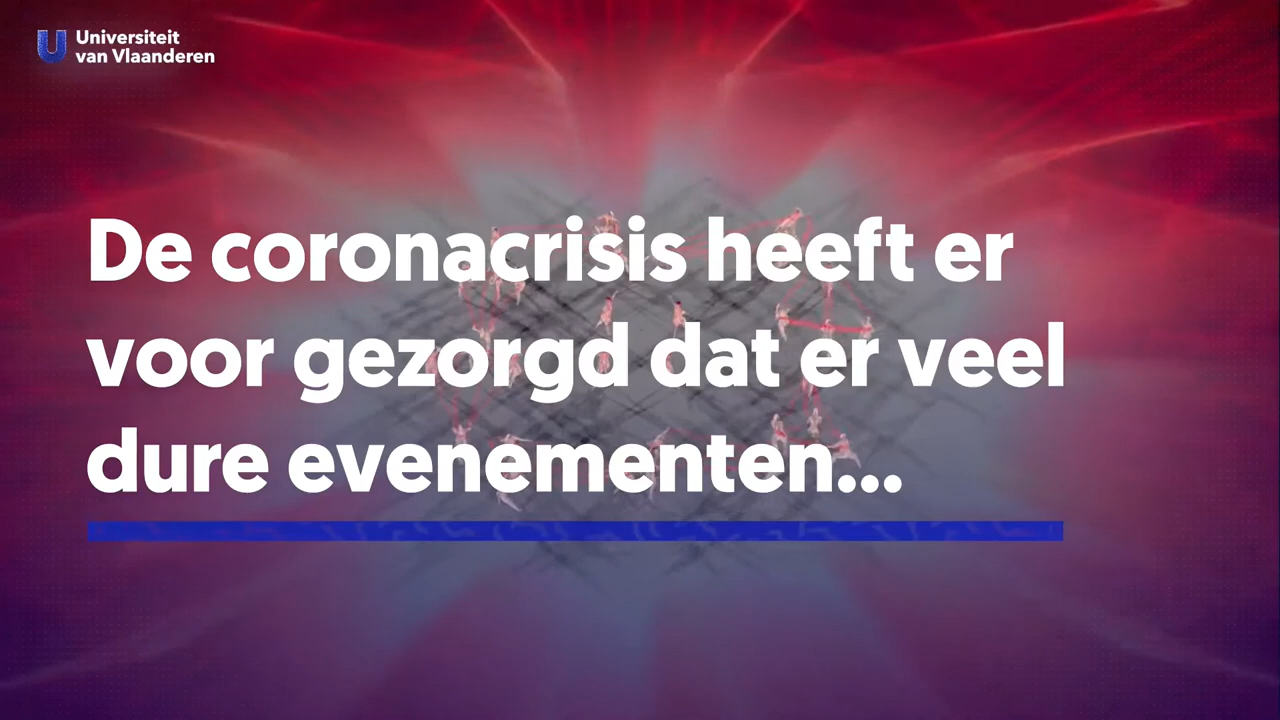 Universiteit
van Vlaanderen
De coronacrisis heeft er
voor gezorgd dat er veel
dure evenementen...